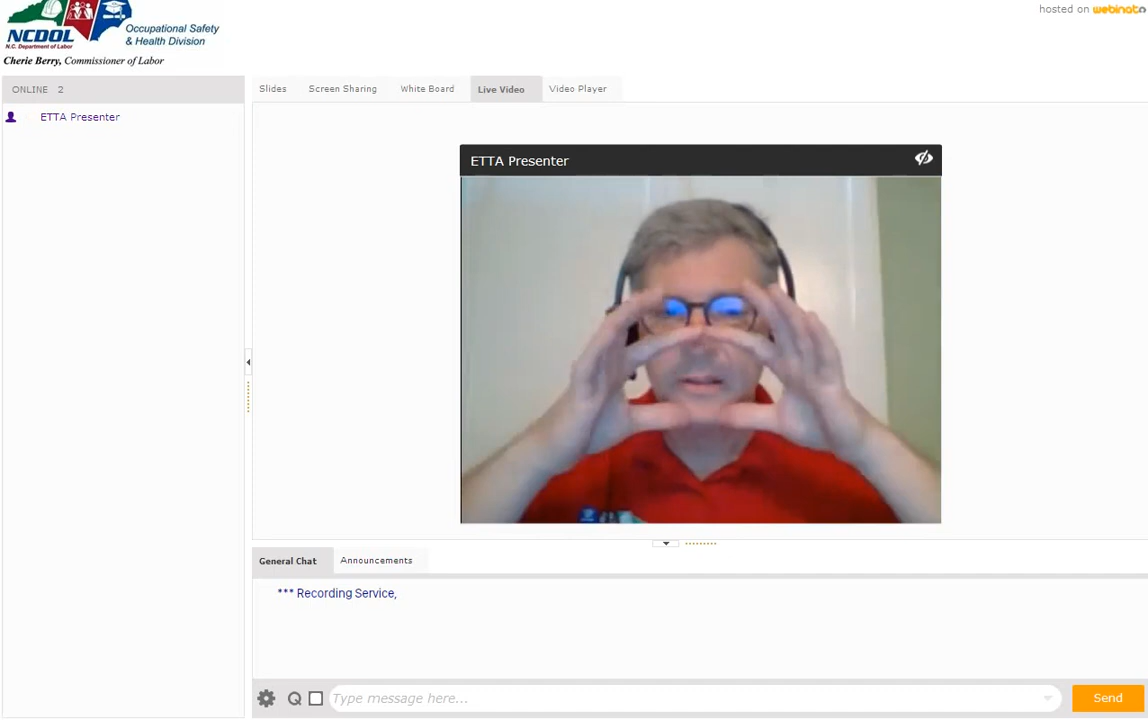 NCDOL
N.C. Department of Labor
Occupational Safety
& Health Division
Cherie Berry, Commissioner of Labor
hosted on webinato
ONLINE 2
ETTA Presenter
Slides Screen Sharing White Board Live Video Video Player
ETTA Presenter
General Chat Announcements
*** Recording Service,
Q Type message here... Send